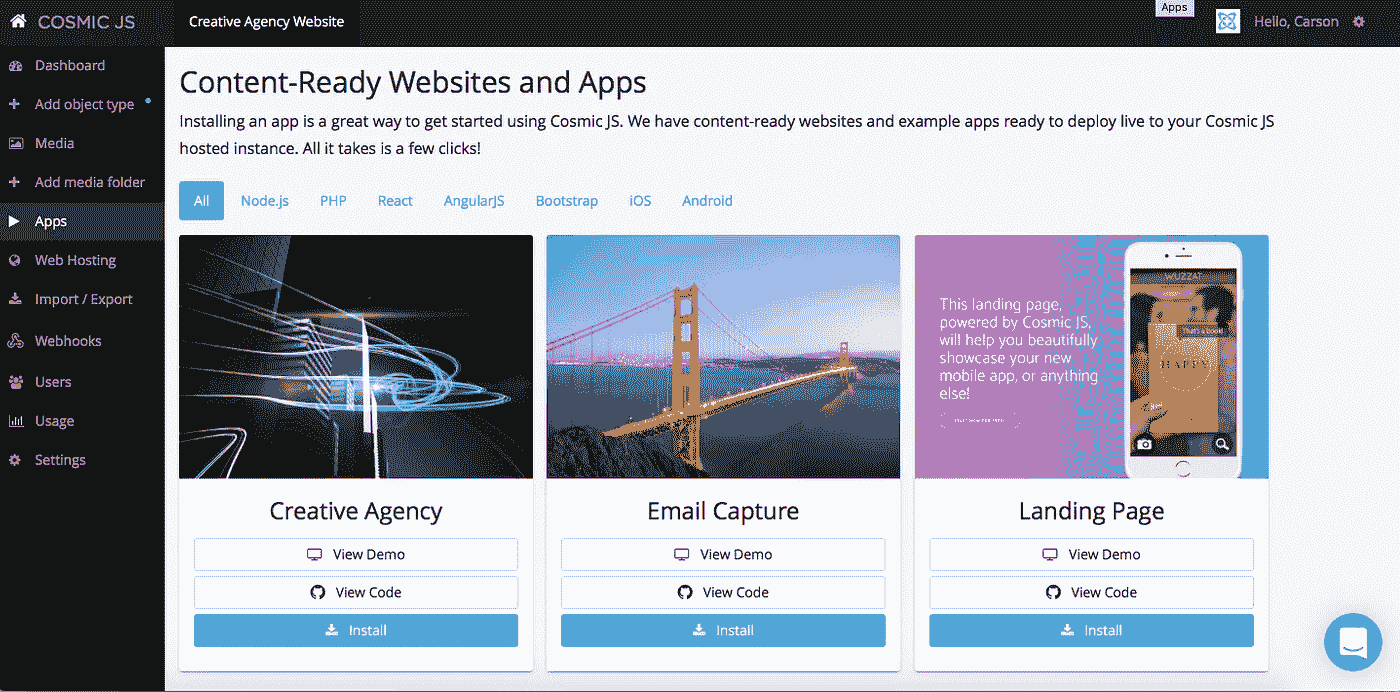 COSMIC JS
Creative Agency Website
Apps
Hello, Carson
Dashboard
Add object type
Media
Add media folder
Apps
Web Hosting
Import / Export
Webhooks
Users
Usage
Settings
Content-Ready Websites and Apps
Installing an app is a great way to get started using Cosmic JS. We have content-ready websites and example apps ready to deploy live to your Cosmic JS
hosted instance. All it takes is a few clicks!
All Node.js PHP React AngularJS Bootstrap iOS Android
This landing page,
powered by Cosmic JS,
will help you beautifully
showcase your new
mobile app, or anything
else!
WUZZAT
That's a book!
HAPPY
Creative Agency
View Demo
View Code
Install
Email Capture
View Demo
View Code
Install
Landing Page
View Demo
View Code
Install